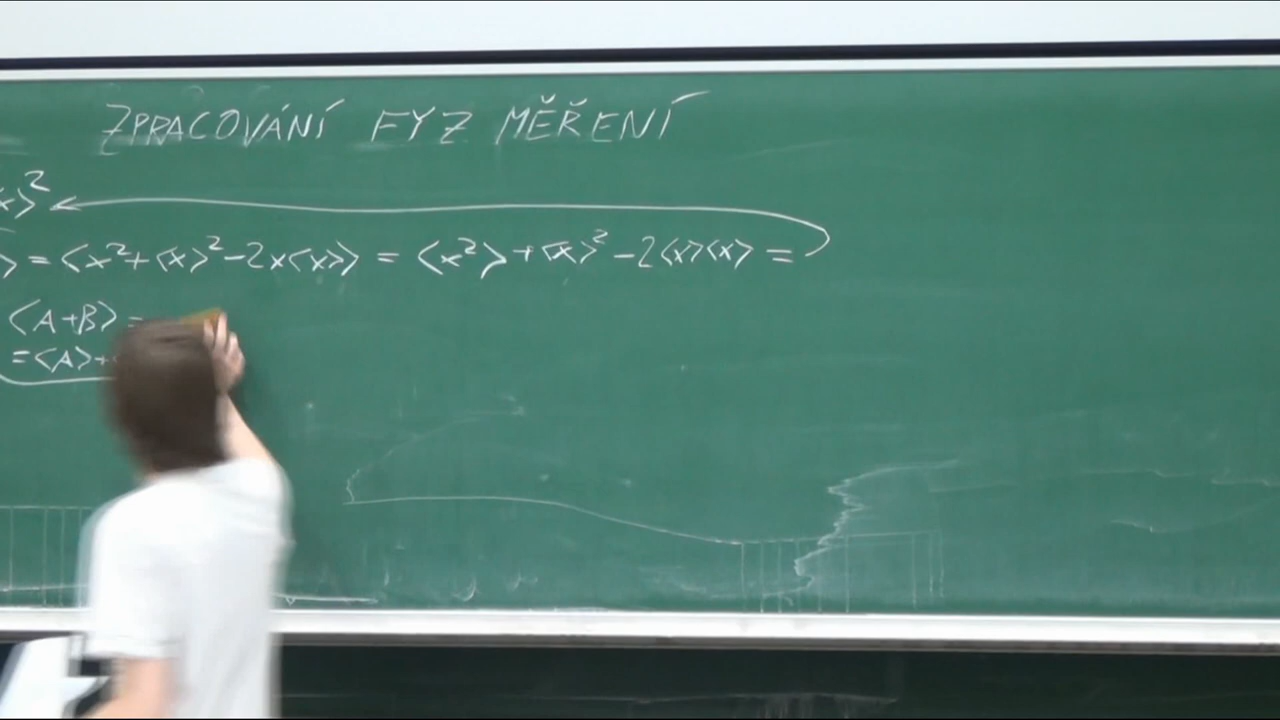 ZPRACOVÁNÍ FYZ MĚŘENÍ
x⟩²
⟩ = ⟨x²+⟨x⟩²-2x⟨x⟩⟩ = ⟨x²⟩+⟨x⟩²-2⟨x⟩⟨x⟩ =
⟨A+B⟩ =
=⟨A⟩+